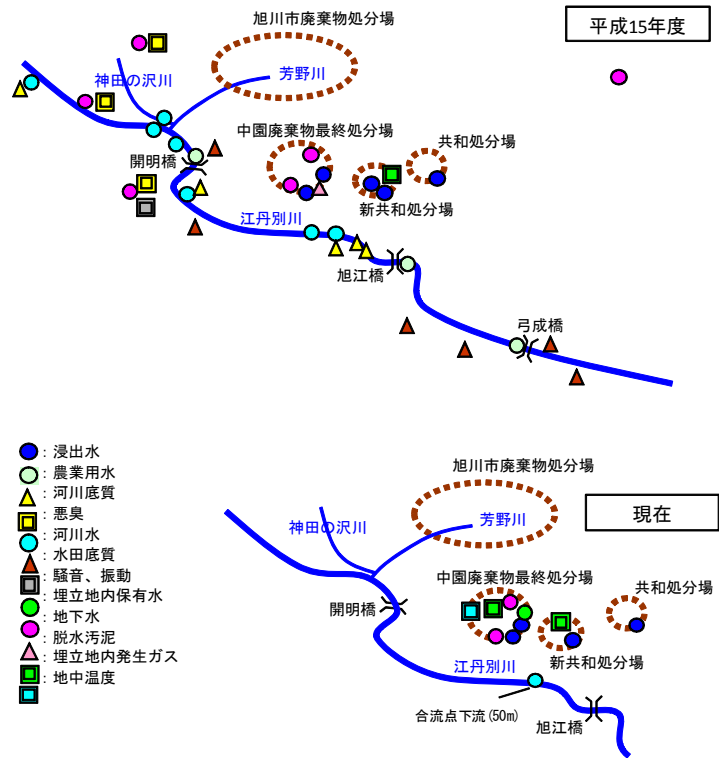 旭川市廃棄物処分場
平成15年度
神田の沢川
芳野川
中園廃棄物最終処分場
共和処分場
開明橋
新共和処分場
江丹別川
旭江橋
弓成橋
：浸出水
：農業用水
：河川底質
：悪臭
：河川水
：水田底質
：騒音、振動
：埋立地内保有水
：地下水
：脱水汚泥
：埋立地内発生ガス
：地中温度
旭川市廃棄物処分場
現在
神田の沢川
芳野川
中園廃棄物最終処分場
共和処分場
開明橋
新共和処分場
江丹別川
合流点下流(50m)
旭江橋